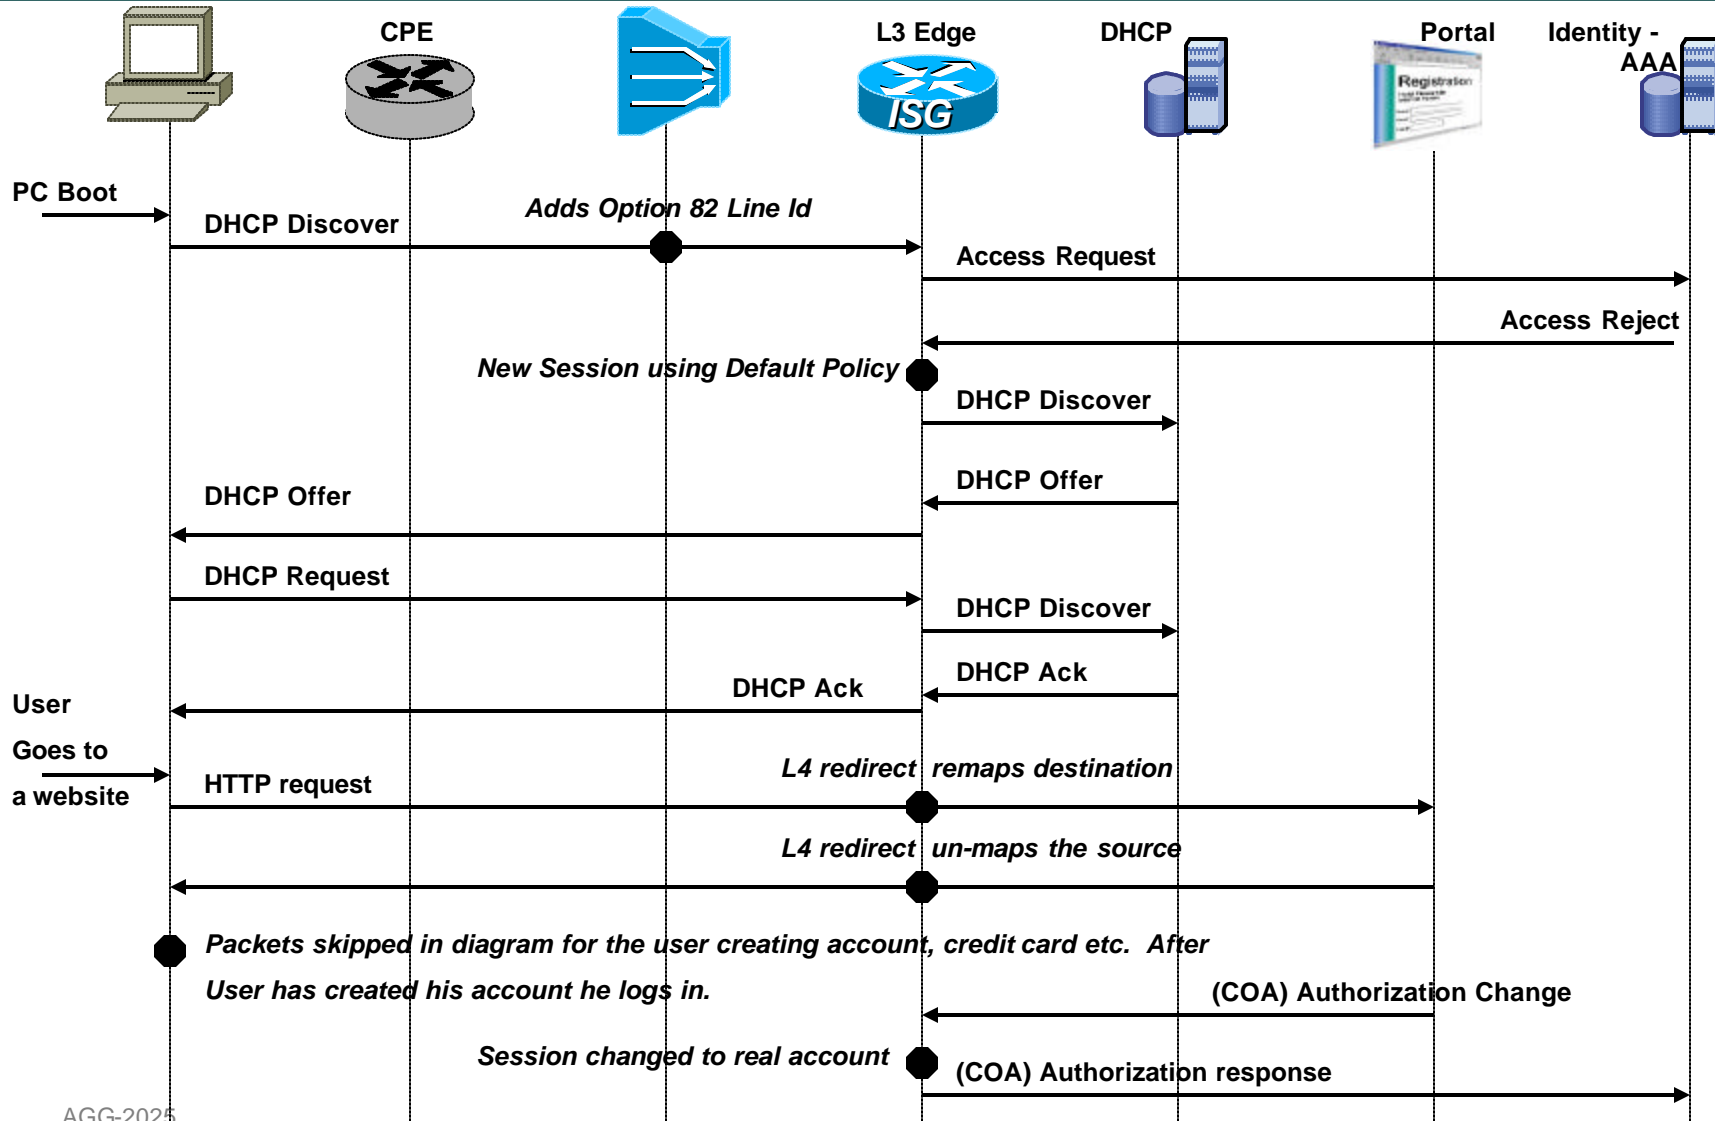 CPE
L3 Edge
DHCP
Portal
Identity -
AAA
Registration
ISG
PC Boot
Adds Option 82 Line Id
DHCP Discover
Access Request
Access Reject
New Session using Default Policy
DHCP Discover
DHCP Offer
DHCP Offer
DHCP Request
DHCP Discover
DHCP Ack
DHCP Ack
User
Goes to
a website
L4 redirect remaps destination
HTTP request
L4 redirect un-maps the source
Packets skipped in diagram for the user creating account, credit card etc. After
User has created his account he logs in.
(COA) Authorization Change
Session changed to real account
(COA) Authorization response
AGG-2025